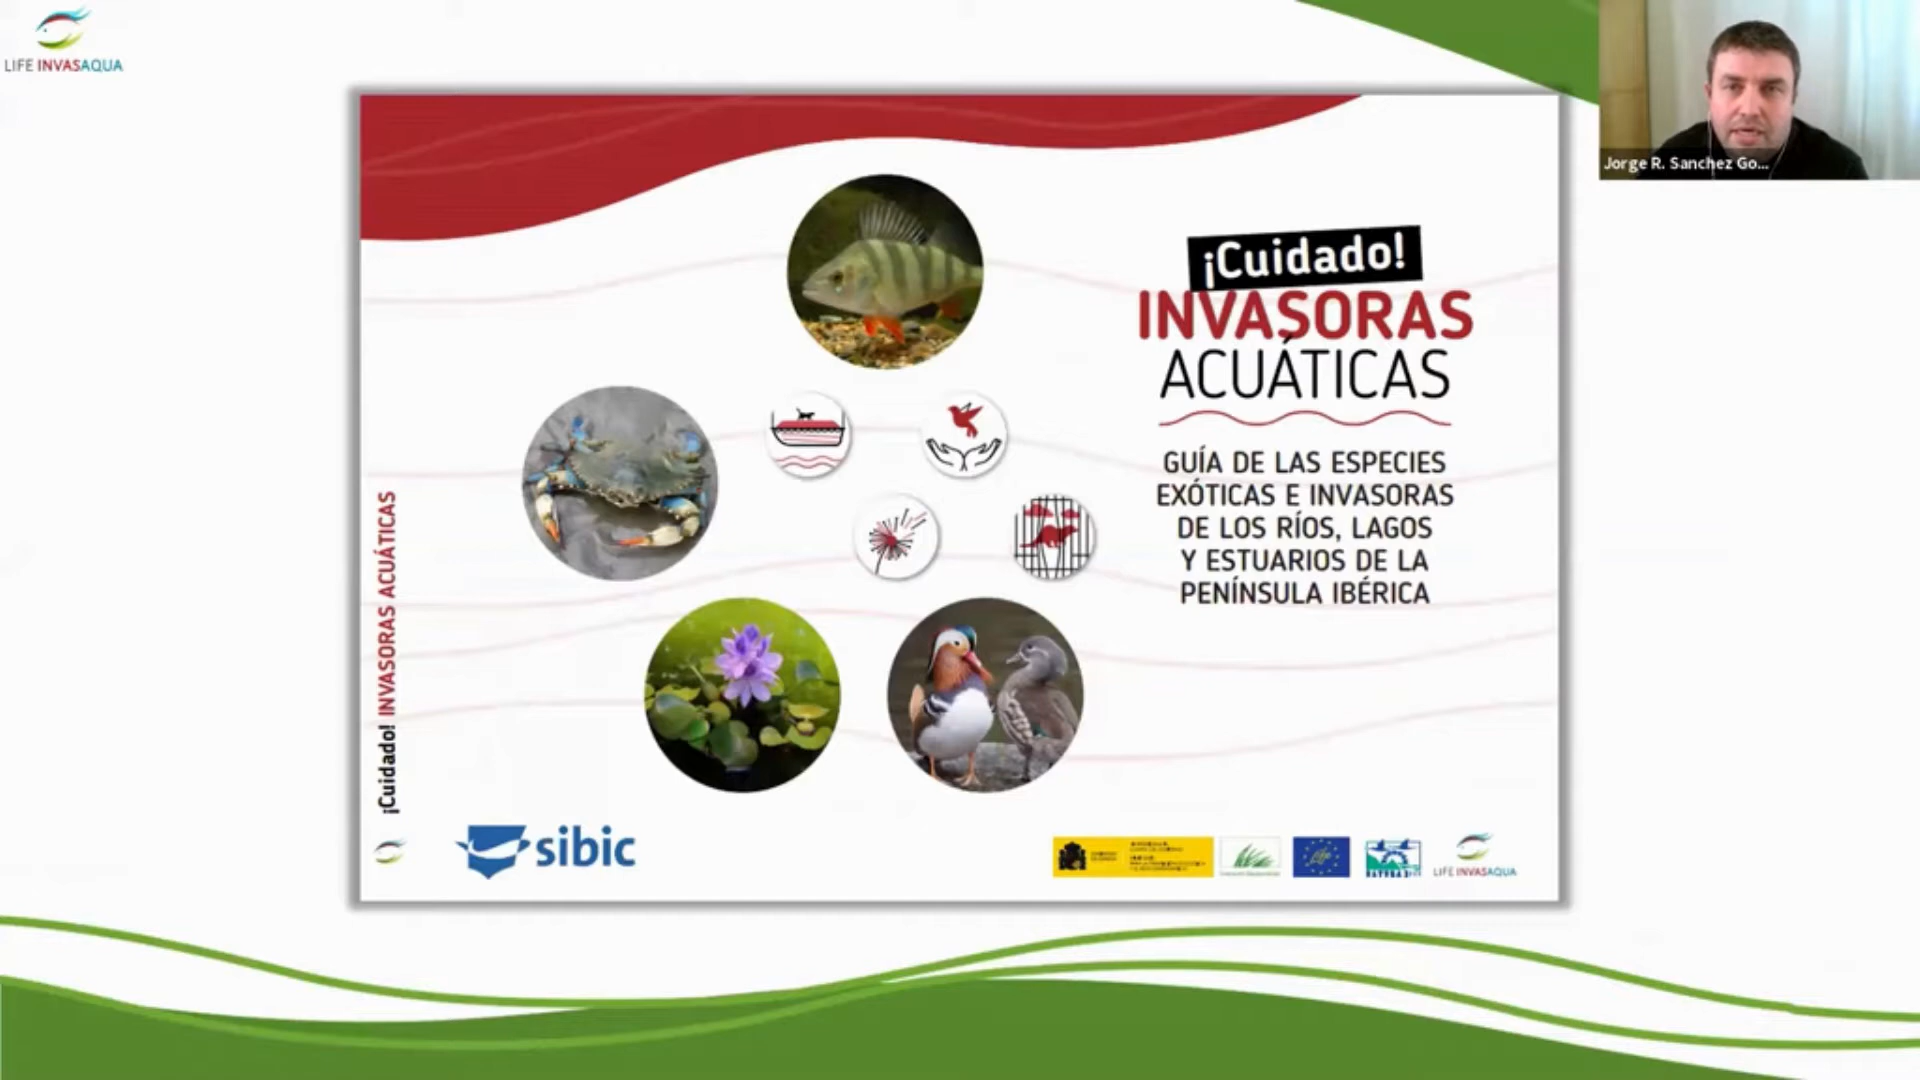 LIFE INVASAQUA
Jorge R. Sanchez Go...
¡Cuidado!
INVASORAS
ACUÁTICAS
GUÍA DE LAS ESPECIES
EXÓTICAS E INVASORAS
DE LOS RÍOS, LAGOS
Y ESTUARIOS DE LA
PENÍNSULA IBÉRICA
¡Cuidado! INVASORAS ACUÁTICAS
sibic
Life
LIFE INVASAQUA